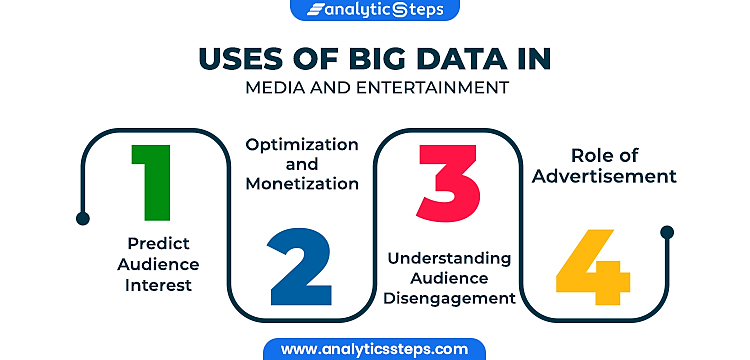 analyticSteps
USES OF BIG DATA IN
MEDIA AND ENTERTAINMENT
1
Predict
Audience
Interest
Optimization
and
Monetization
2
3
Understanding
Audience
Disengagement
Role of
Advertisement
4
www.analyticssteps.com